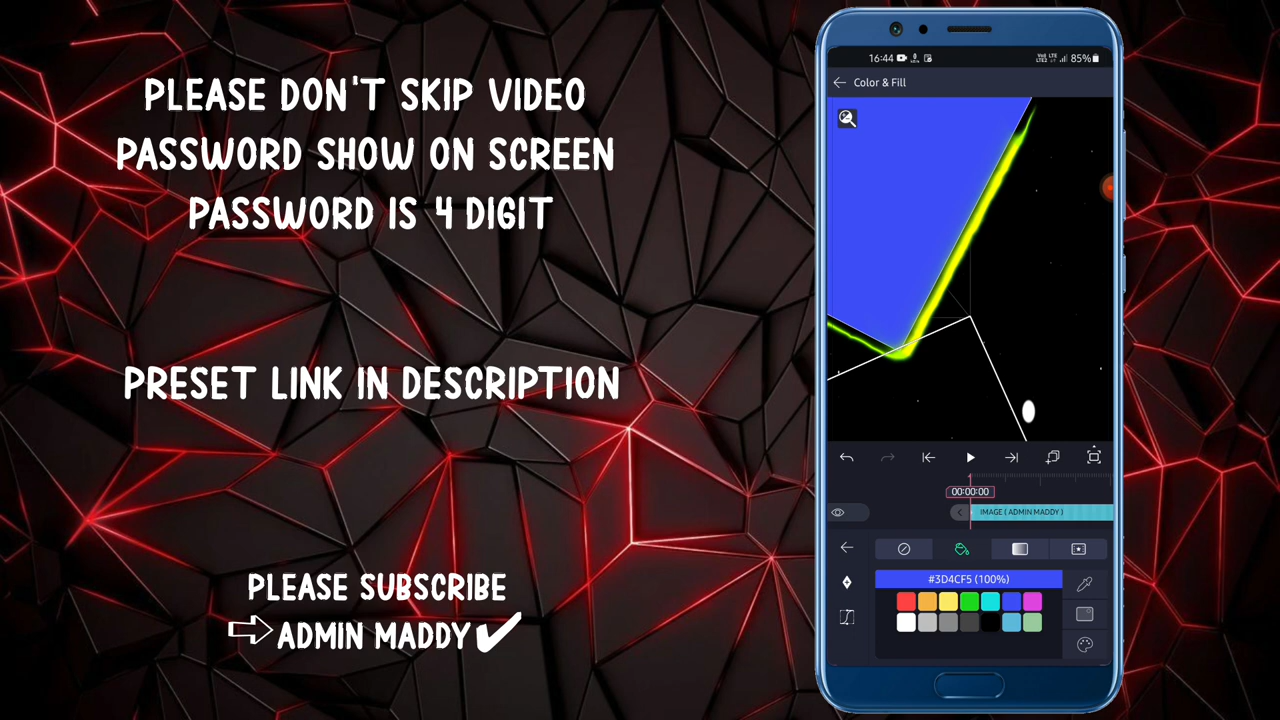 PLEASE DON'T SKIP VIDEO
PASSWORD SHOW ON SCREEN
PASSWORD IS 4 DIGIT
PRESET LINK IN DESCRIPTION
PLEASE SUBSCRIBE
ADMIN MADDY
16:44
85%
Color & Fill
00:00:00
IMAGE ( ADMIN MADDY )
#3D4CF5 (100%)